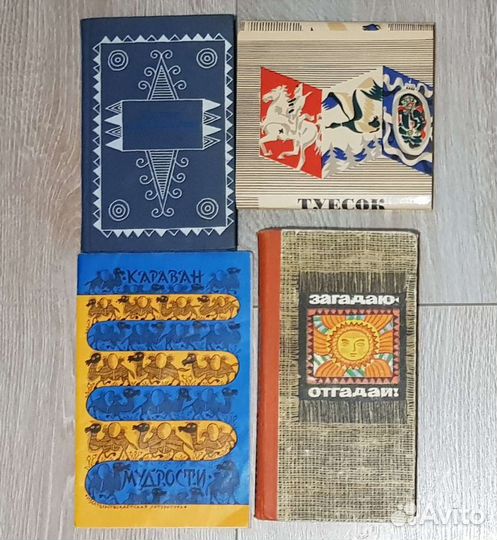 ТУЕСОК
КАРАВАН
МУДРОСТИ
загадаю-
отгадай!
Avito